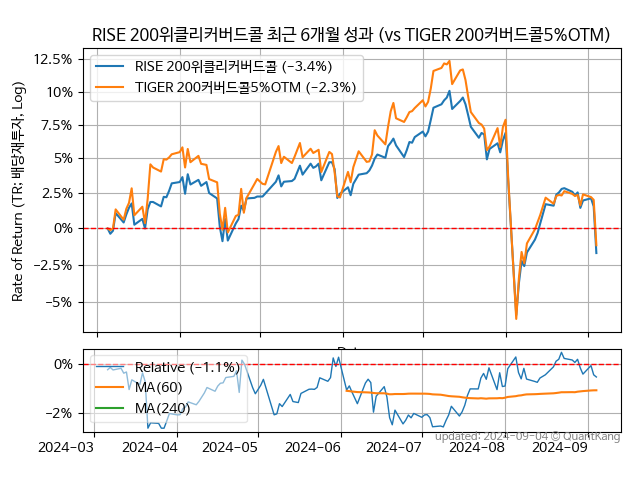 RISE 200위클리커버드콜 최근 6개월 성과 (vs TIGER 200커버드콜5%OTM)
Rate of Return (TR: 배당재투자, Log)
12.5%
10%
7.5%
5%
2.5%
0%
−2.5%
−5%
RISE 200위클리커버드콜 (−3.4%)
TIGER 200커버드콜5%OTM (−2.3%)
0%
−2%
Relative (−1.1%)
MA(60)
MA(240)
2024-03
2024-04
2024-05
2024-06
2024-07
2024-08
2024-09
updated: 2024-09-04 © QuantKang